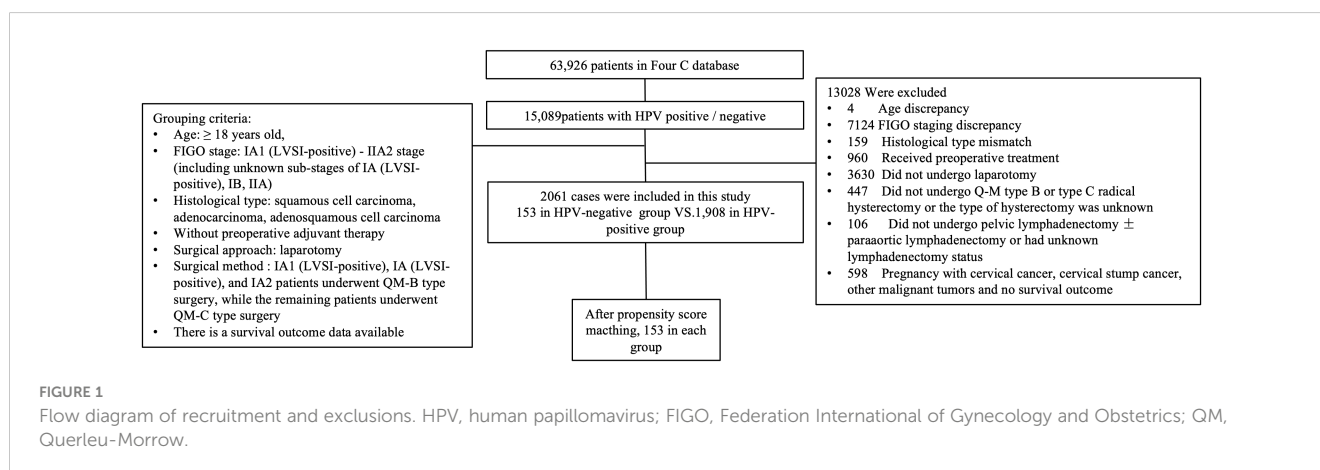 63,926 patients in Four C database
15,089patients with HPV positive / negative
Grouping criteria:
• Age: ≥ 18 years old,
• FIGO stage: IA1 (LVSI-positive) - IIA2 stage
(including unknown sub-stages of IA (LVSI-
positive), IB, IIA)
• Histological type: squamous cell carcinoma,
adenocarcinoma, adenosquamous cell carcinoma
• Without preoperative adjuvant therapy
• Surgical approach: laparotomy
• Surgical method : IA1 (LVSI-positive), IA (LVSI-
positive), and IA2 patients underwent QM-B type
surgery, while the remaining patients underwent
QM-C type surgery
• There is a survival outcome data available
13028 Were excluded
• 4 Age discrepancy
• 7124 FIGO staging discrepancy
• 159 Histological type mismatch
• 960 Received preoperative treatment
• 3630 Did not undergo laparotomy
• 447 Did not undergo Q-M type B or type C radical
hysterectomy or the type of hysterectomy was unknown
• 106 Did not undergo pelvic lymphadenectomy ±
paraaortic lymphadenectomy or had unknown
lymphadenectomy status
• 598 Pregnancy with cervical cancer, cervical stump cancer,
other malignant tumors and no survival outcome
2061 cases were included in this study
153 in HPV-negative group VS.1,908 in HPV-
positive group
After propensity score
macthing, 153 in each
group
FIGURE 1
Flow diagram of recruitment and exclusions. HPV, human papillomavirus; FIGO, Federation International of Gynecology and Obstetrics; QM,
Querleu-Morrow.